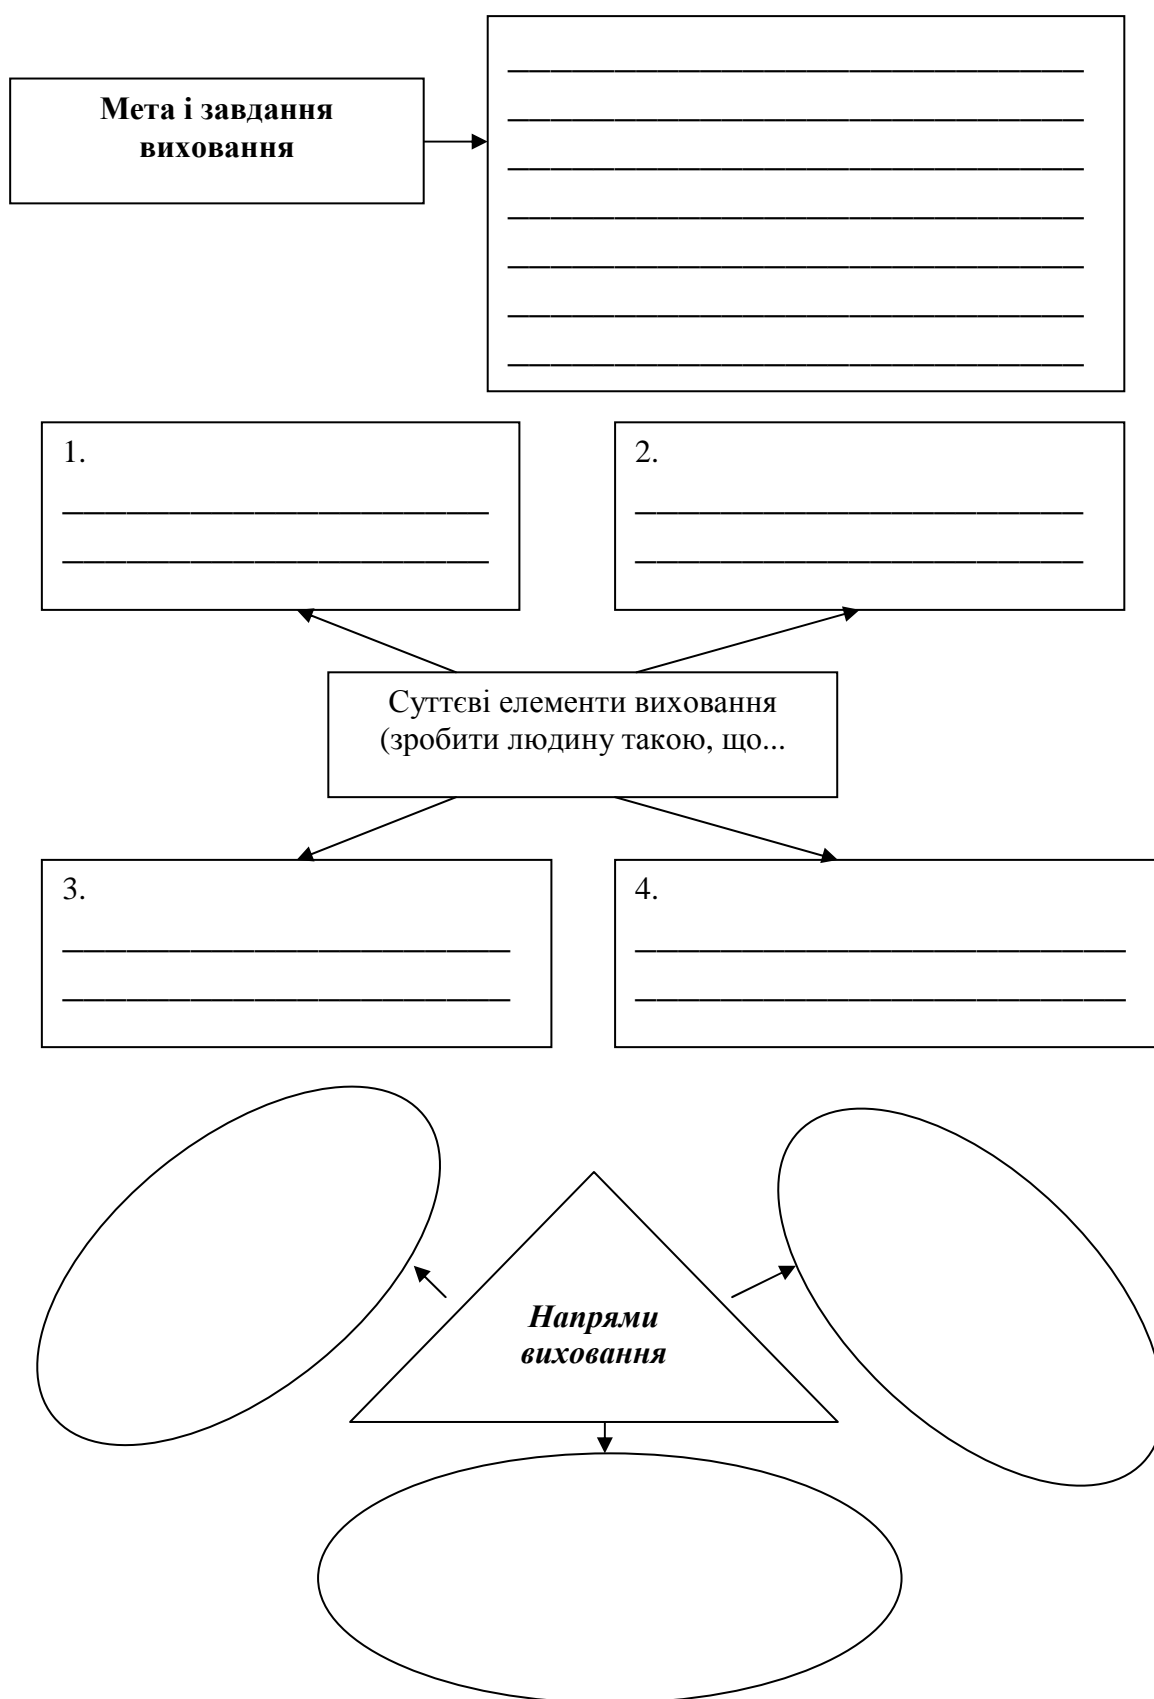 Мета і завдання
виховання
1.
2.
Суттєві елементи виховання
(зробити людину такою, що...
3.
4.
Напрями
виховання